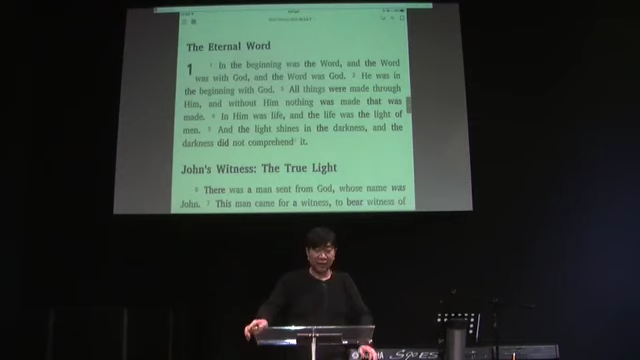 The Eternal Word
1 1 In the beginning was the Word, and the Word
was with God, and the Word was God. 2 He was in
the beginning with God. 3 All things were made through
Him, and without Him nothing was made that was
made. 4 In Him was life, and the life was the light of
men. 5 And the light shines in the darkness, and the
darkness did not comprehend it.
John's Witness: The True Light
6 There was a man sent from God, whose name was
John. 7 This man came for a witness, to bear witness of
YAMAHA S90ES